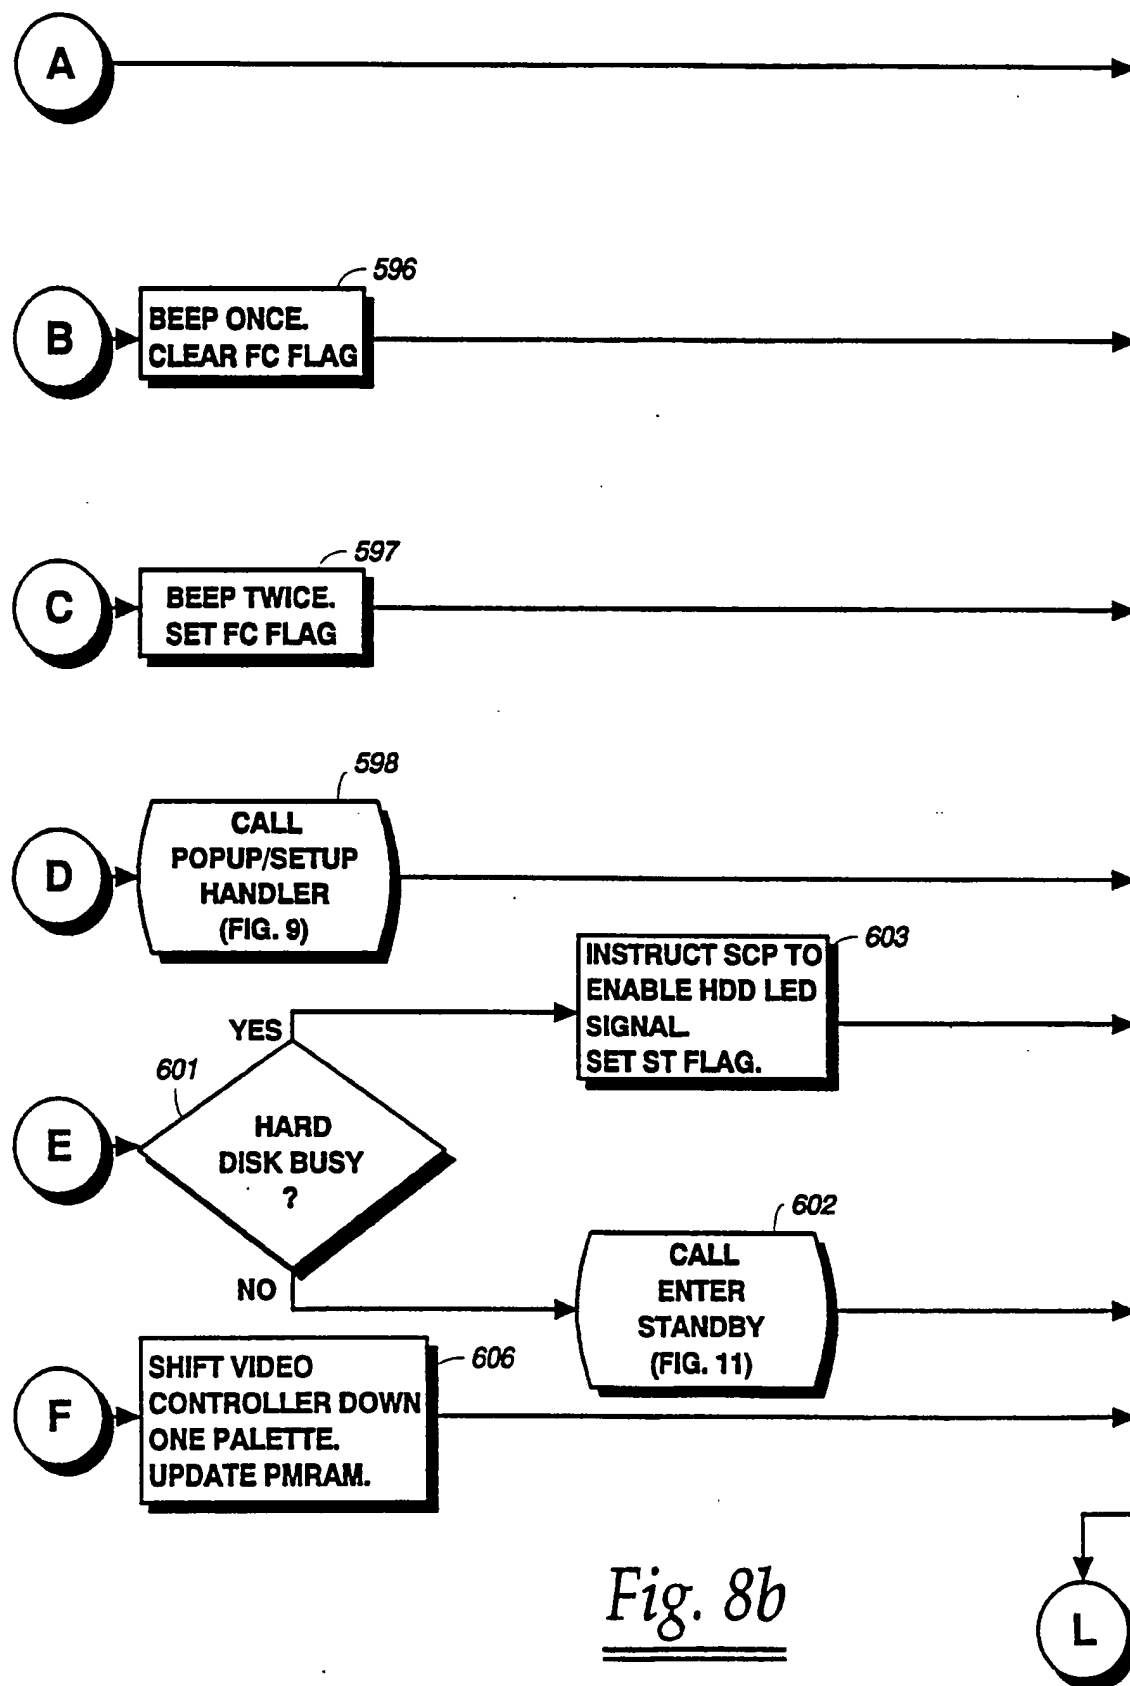 A
596
B
BEEP ONCE.
CLEAR FC FLAG
597
C
BEEP TWICE.
SET FC FLAG
598
D
CALL
POPUP/SETUP
HANDLER
(FIG. 9)
603
INSTRUCT SCP TO
ENABLE HDD LED
SIGNAL.
SET ST FLAG.
YES
601
E
HARD
DISK BUSY
?
NO
602
CALL
ENTER
STANDBY
(FIG. 11)
606
F
SHIFT VIDEO
CONTROLLER DOWN
ONE PALETTE.
UPDATE PMRAM.
Fig. 8b
L